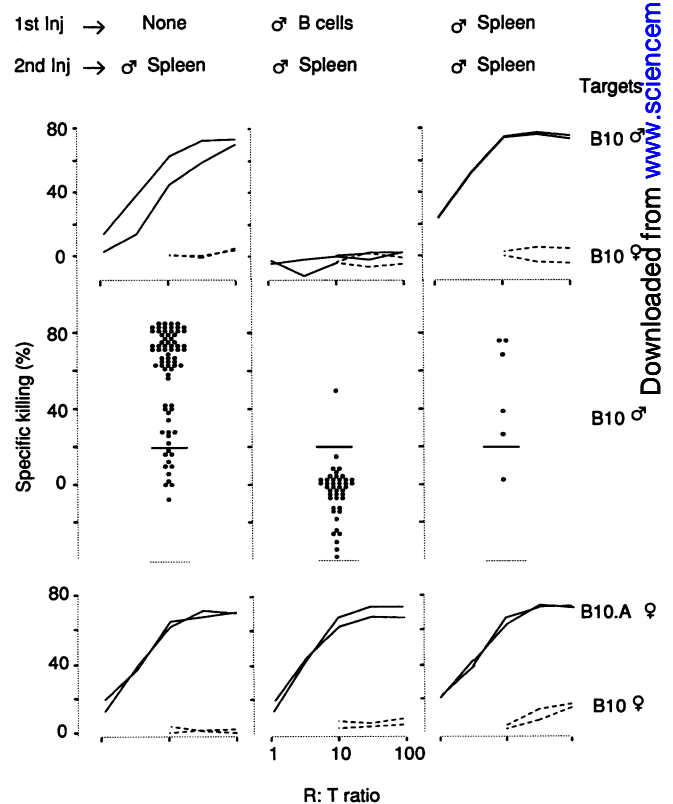 1st Inj → None ♂ B cells ♂ Spleen
2nd Inj → ♂ Spleen ♂ Spleen ♂ Spleen
Targets
80
40
0
B10 ♂
B10 ♀
Specific killing (%)
80
40
0
B10 ♂
80
40
0
B10.A ♀
B10 ♀
1 10 100
R: T ratio
Downloaded from www.sciencem